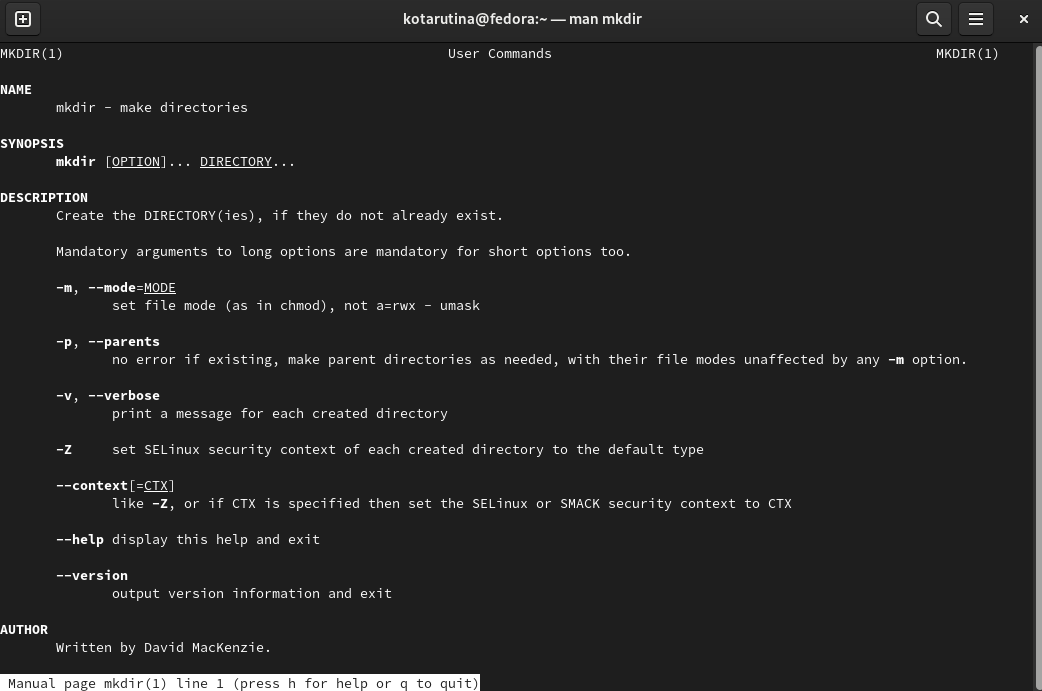 kotarutina@fedora:~ — man mkdir
MKDIR(1) User Commands MKDIR(1)
NAME
mkdir - make directories
SYNOPSIS
mkdir [OPTION]... DIRECTORY...
DESCRIPTION
Create the DIRECTORY(ies), if they do not already exist.
Mandatory arguments to long options are mandatory for short options too.
-m, --mode=MODE
set file mode (as in chmod), not a=rwx - umask
-p, --parents
no error if existing, make parent directories as needed, with their file modes unaffected by any -m option.
-v, --verbose
print a message for each created directory
-Z set SELinux security context of each created directory to the default type
--context[=CTX]
like -Z, or if CTX is specified then set the SELinux or SMACK security context to CTX
--help display this help and exit
--version
output version information and exit
AUTHOR
Written by David MacKenzie.
Manual page mkdir(1) line 1 (press h for help or q to quit)